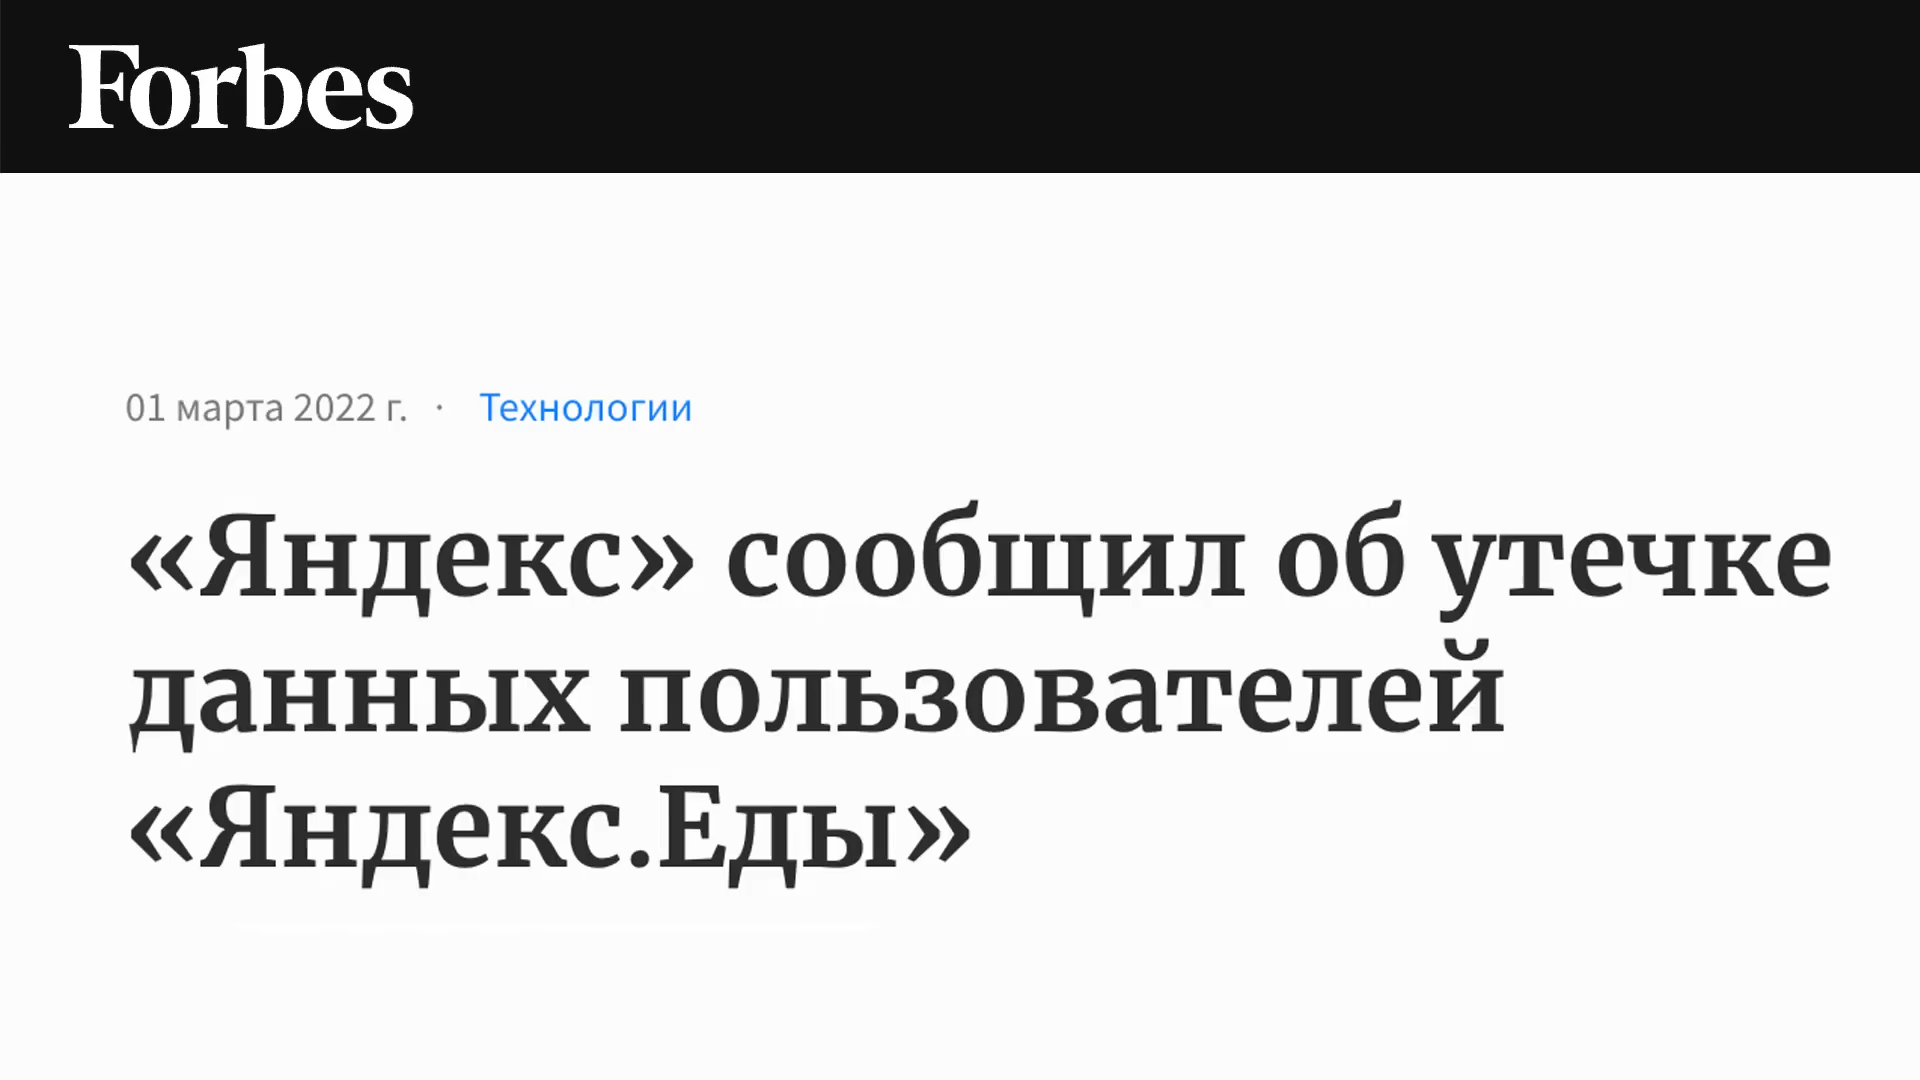 Forbes
01 марта 2022 г. · Технологии
«Яндекс» сообщил об утечке
данных пользователей
«Яндекс.Еды»